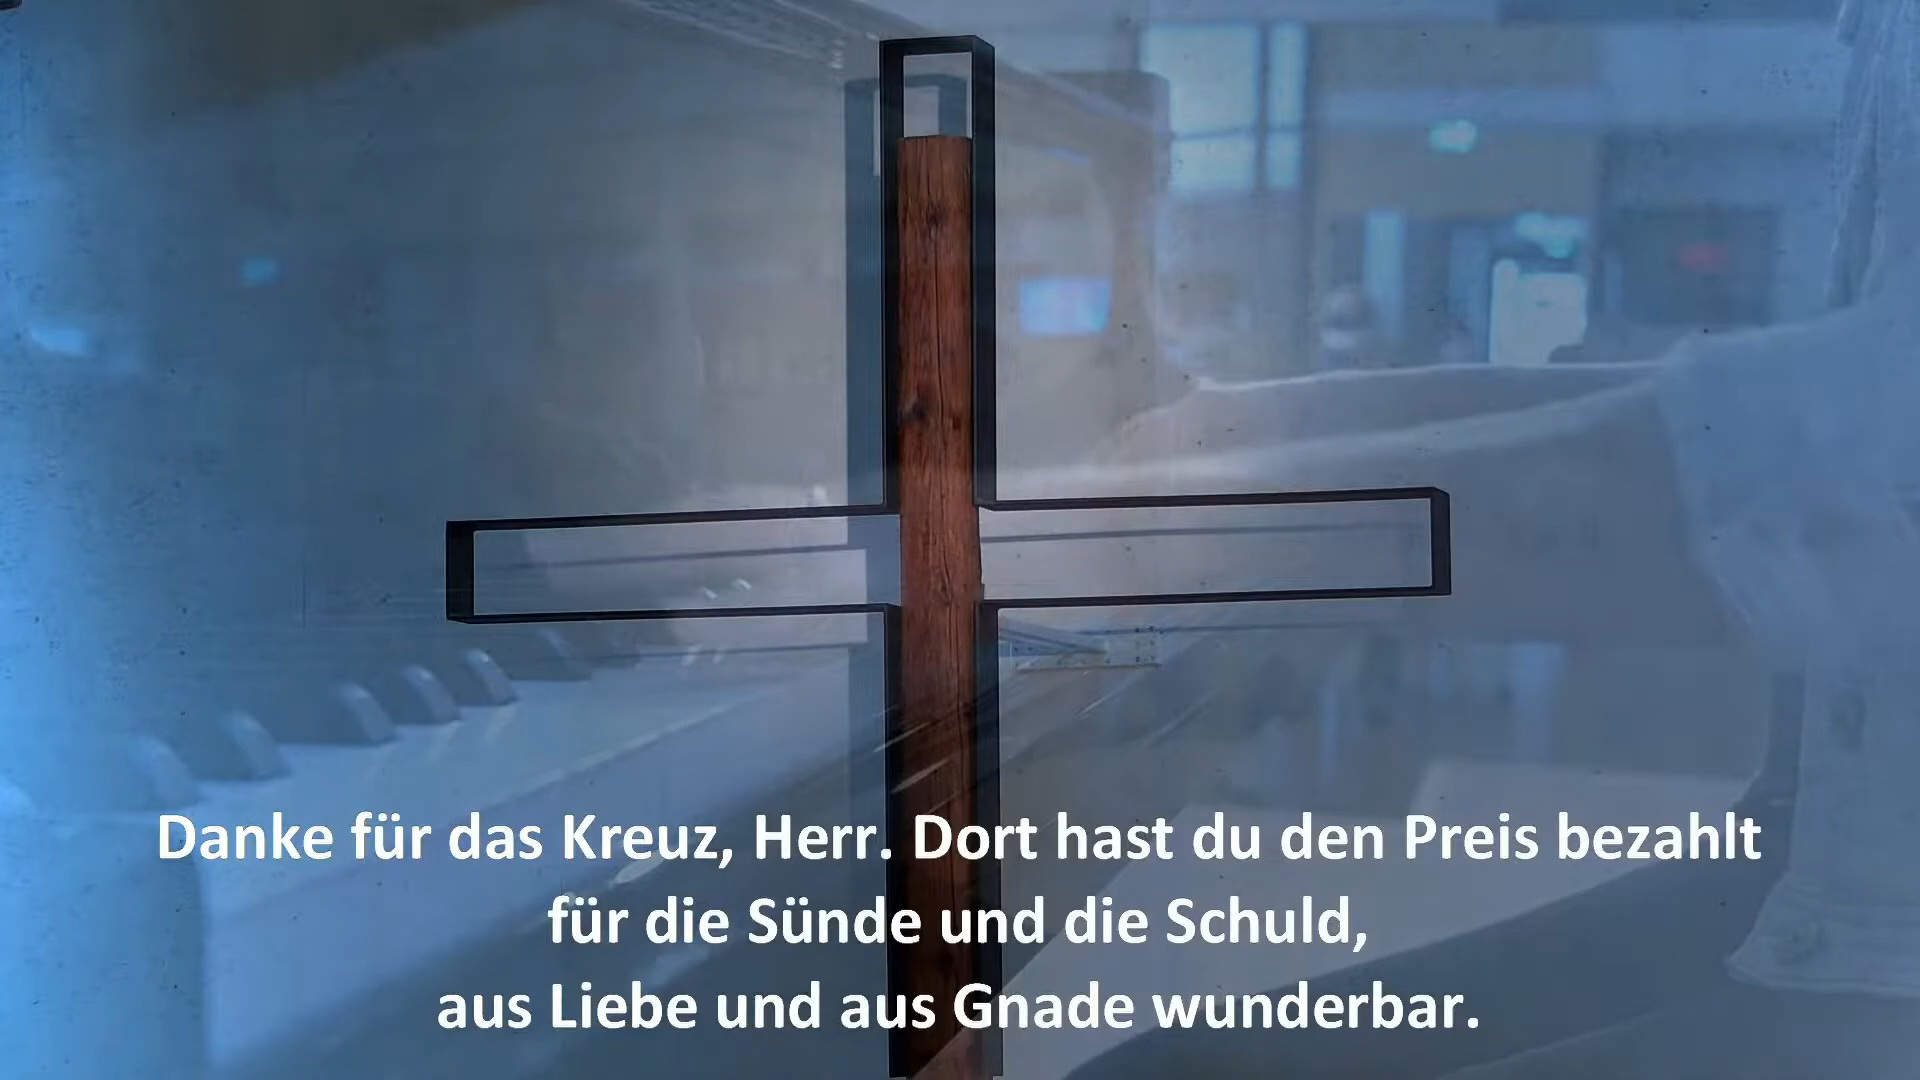 Danke für das Kreuz, Herr. Dort hast du den Preis bezahlt
für die Sünde und die Schuld,
aus Liebe und aus Gnade wunderbar.